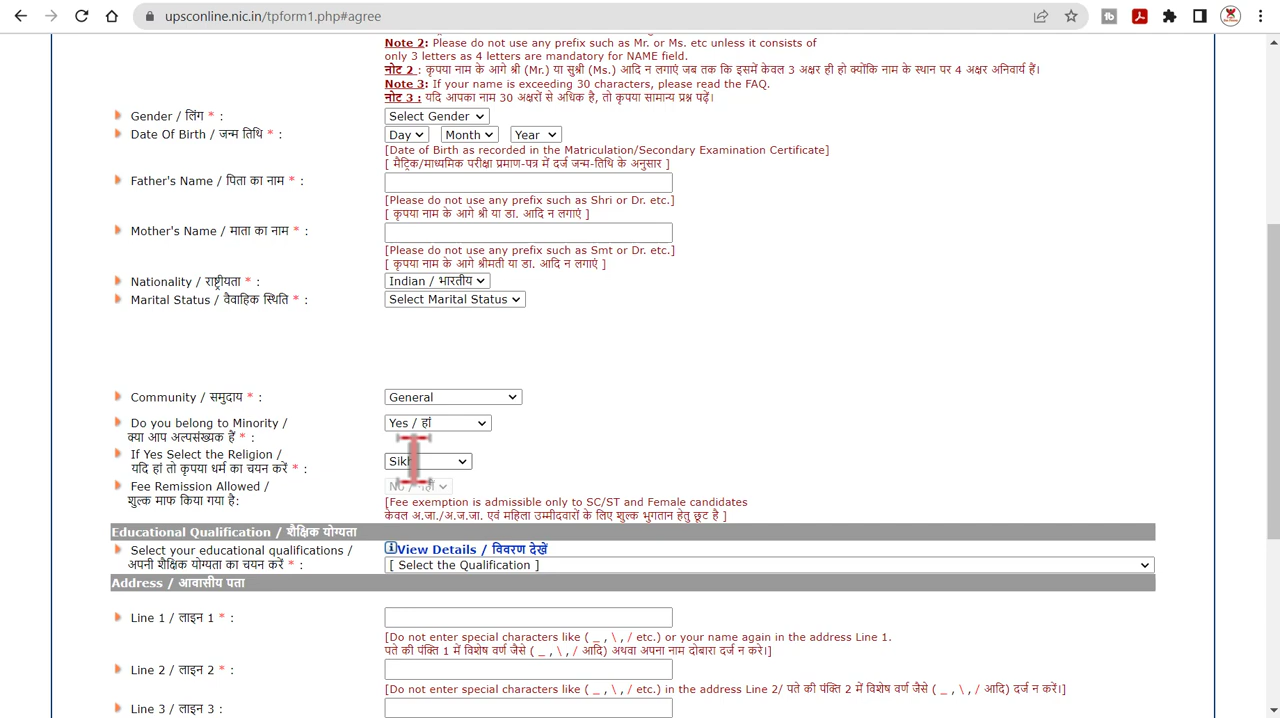 upsconline.nic.in/tpform1.php#agree
Note 2: Please do not use any prefix such as Mr. or Ms. etc unless it consists of
only 3 letters as 4 letters are mandatory for NAME field.
नोट 2 : कृपया नाम के आगे श्री (Mr.) या सुश्री (Ms.) आदि न लगाएं जब तक कि इसमें केवल 3 अक्षर ही हो क्योंकि नाम के स्थान पर 4 अक्षर अनिवार्य हैं।
Note 3: If your name is exceeding 30 characters, please read the FAQ.
नोट 3 : यदि आपका नाम 30 अक्षरों से अधिक है, तो कृपया सामान्य प्रश्न पढ़ें।
Gender / लिंग * : Select Gender
Date Of Birth / जन्म तिथि * : Day Month Year
[Date of Birth as recorded in the Matriculation/Secondary Examination Certificate]
[ मैट्रिक/माध्यमिक परीक्षा प्रमाण-पत्र में दर्ज जन्म-तिथि के अनुसार ]
Father's Name / पिता का नाम * :
[Please do not use any prefix such as Shri or Dr. etc.]
[ कृपया नाम के आगे श्री या डा. आदि न लगाएं ]
Mother's Name / माता का नाम * :
[Please do not use any prefix such as Smt or Dr. etc.]
[ कृपया नाम के आगे श्रीमती या डा. आदि न लगाएं ]
Nationality / राष्ट्रीयता * : Indian / भारतीय
Marital Status / वैवाहिक स्थिति * : Select Marital Status
Community / समुदाय * : General
Do you belong to Minority / Yes / हां
क्या आप अल्पसंख्यक हैं * :
If Yes Select the Religion /
यदि हां तो कृपया धर्म का चयन करें * :
Fee Remission Allowed /
शुल्क माफ किया गया है:
[Fee exemption is admissible only to SC/ST and Female candidates
केवल अ.जा./अ.ज.जा. एवं महिला उम्मीदवारों के लिए शुल्क भुगतान हेतु छूट है ]
Educational Qualification / शैक्षिक योग्यता
Select your educational qualifications / View Details / विवरण देखें
अपनी शैक्षिक योग्यता का चयन करें * : [ Select the Qualification ]
Address / आवासीय पता
Line 1 / लाइन 1 * :
[Do not enter special characters like ( _ , \ , / etc.) or your name again in the address Line 1.
पते की पंक्ति 1 में विशेष वर्ण जैसे ( _ , \ , / आदि) अथवा अपना नाम दोबारा दर्ज न करे।]
Line 2 / लाइन 2 * :
[Do not enter special characters like ( _ , \ , / etc.) in the address Line 2/ पते की पंक्ति 2 में विशेष वर्ण जैसे ( _ , \ , / आदि) दर्ज न करें।]
Line 3 / लाइन 3 :